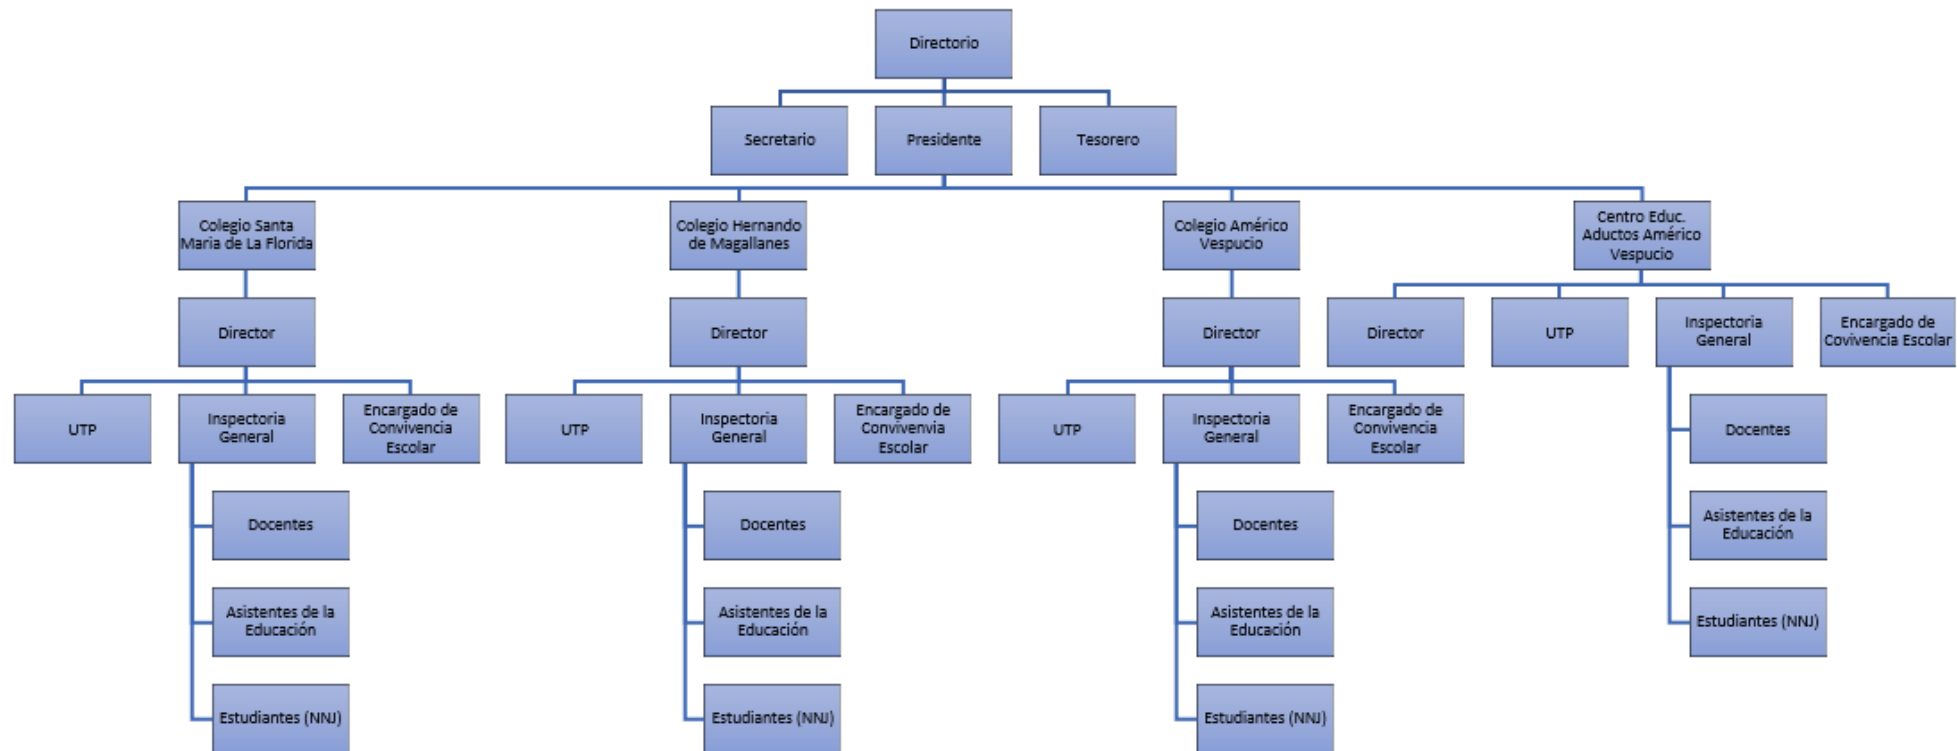 Directorio
Secretario
Presidente
Tesorero
Colegio Santa
Maria de La Florida
Colegio Hernando
de Magallanes
Colegio Américo
Vespucio
Centro Educ.
Aductos Américo
Vespucio
Director
Director
Director
Director
UTP
Inspectoria
General
Encargado de
Covivencia Escolar
UTP
Inspectoria
General
Encargado de
Convivencia
Escolar
UTP
Inspectoria
General
Encargado de
Convivenvia
Escolar
UTP
Inspectoria
General
Encargado de
Convivencia
Escolar
Docentes
Docentes
Docentes
Docentes
Asistentes de la
Educación
Asistentes de la
Educación
Asistentes de la
Educación
Asistentes de la
Educación
Estudiantes (NNJ)
Estudiantes (NNJ)
Estudiantes (NNJ)
Estudiantes (NNJ)